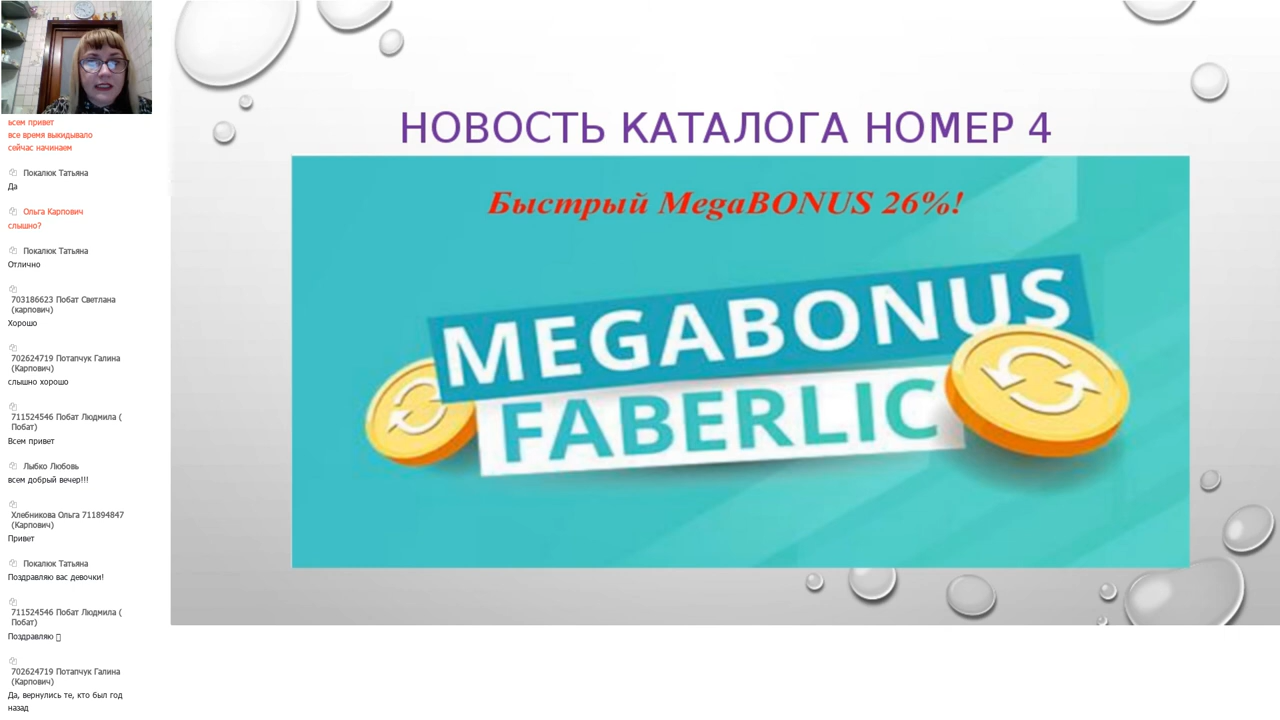 ьсем привет
все время выкидывало
сейчас начинаем
Покалюк Татьяна
Да
Ольга Карпович
слышно?
Покалюк Татьяна
Отлично
703186623 Побат Светлана
(карпович)
Хорошо
702624719 Потапчук Галина
(Карпович)
слышно хорошо
711524546 Побат Людмила (
Побат)
Всем привет
Лыбко Любовь
всем добрый вечер!!!
Хлебникова Ольга 711894847
(Карпович)
Привет
Покалюк Татьяна
Поздравляю вас девочки!
711524546 Побат Людмила (
Побат)
Поздравляю
702624719 Потапчук Галина
(Карпович)
Да, вернулись те, кто был год
назад
НОВОСТЬ КАТАЛОГА НОМЕР 4
Быстрый MegaBONUS 26%!
MEGABONUS
FABERLIC